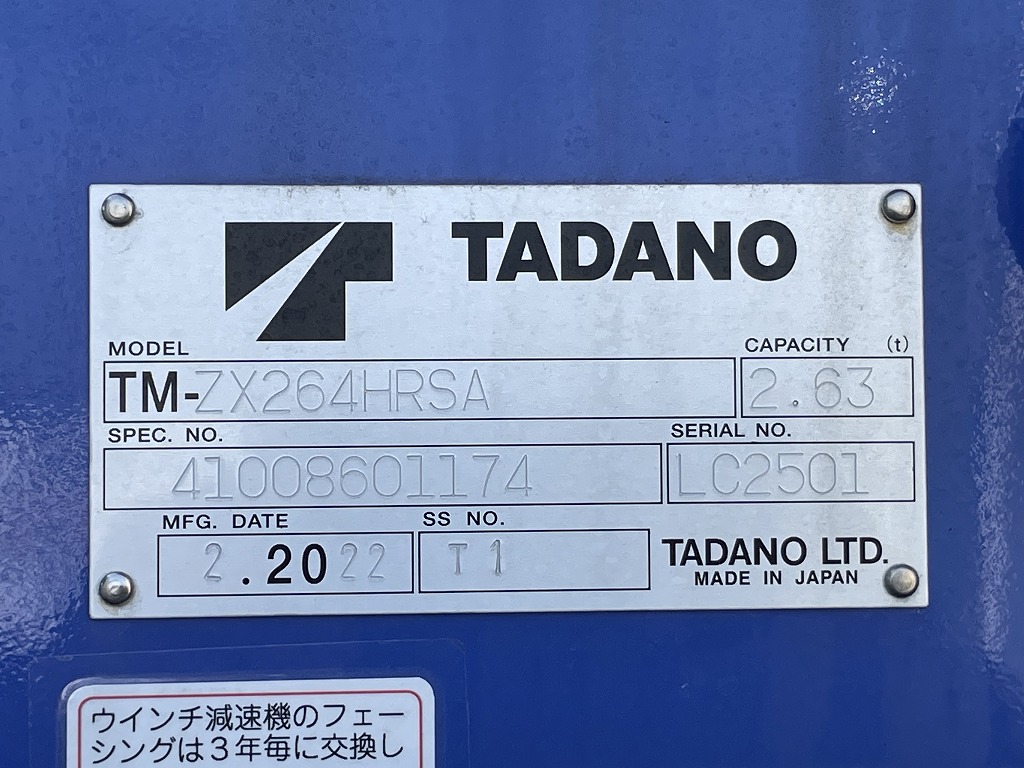 TADANO
MODEL
CAPACITY (t)
TM-ZX264HRSA
2.63
SPEC. NO.
SERIAL NO.
41008601174
LC2501
MFG. DATE
SS NO.
2.2022
T1
TADANO LTD.
MADE IN JAPAN
ウインチ減速機のフェー
シングは3年毎に交換し